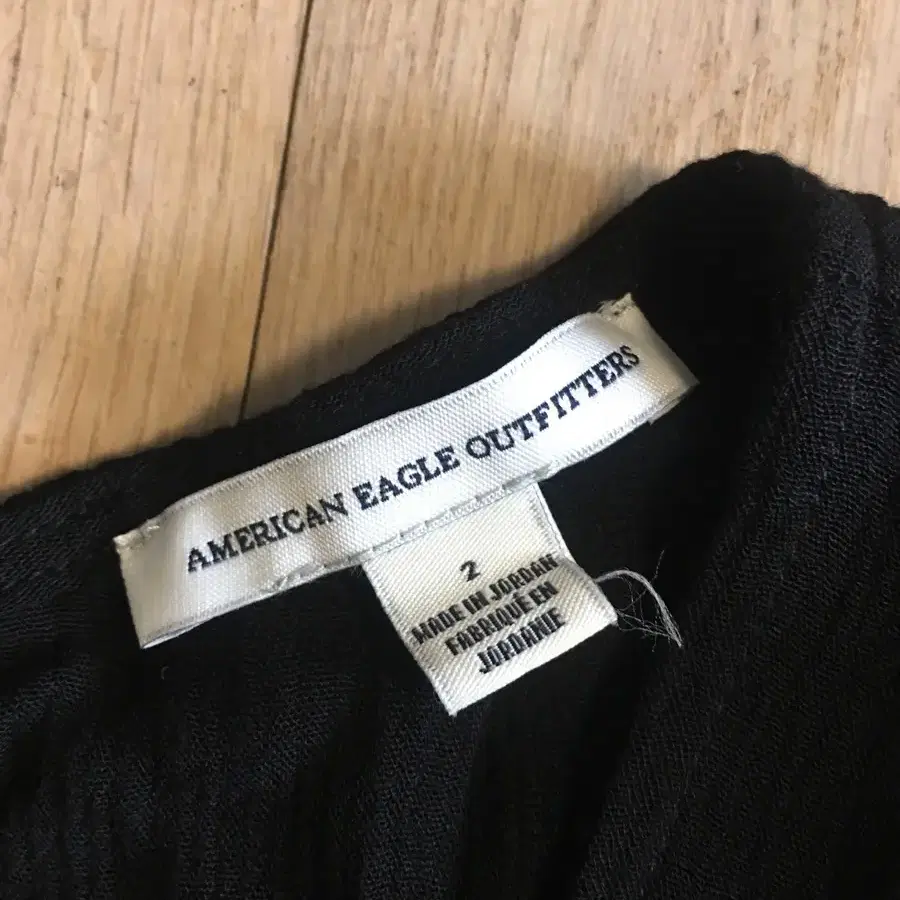 AMERICAN EAGLE OUTFITTERS
2
MADE IN JORDAN
FABRIQUÉ EN
JORDANIE